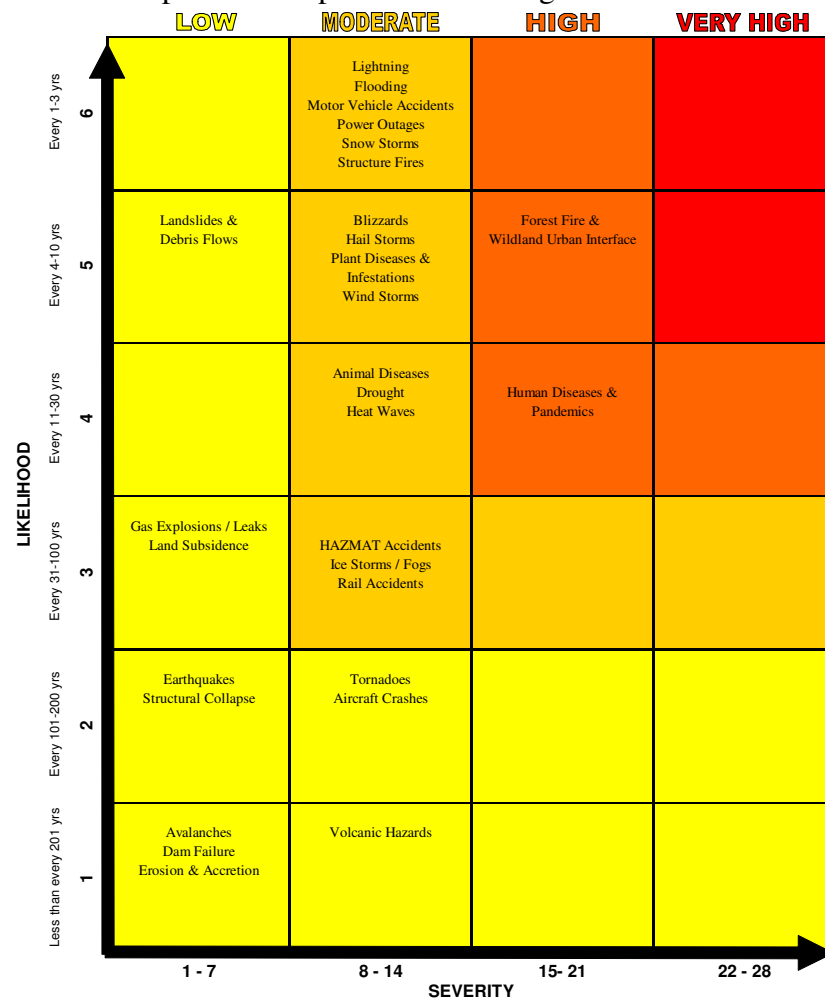 LOW MODERATE HIGH VERY HIGH
Every 1-3 yrs
6
Lightning
Flooding
Motor Vehicle Accidents
Power Outages
Snow Storms
Structure Fires
Every 4-10 yrs
5
Landslides &
Debris Flows
Blizzards
Hail Storms
Plant Diseases &
Infestations
Wind Storms
Forest Fire &
Wildland Urban Interface
LIKELIHOOD
Every 11-30 yrs
4
Animal Diseases
Drought
Heat Waves
Human Diseases &
Pandemics
Every 31-100 yrs
3
Gas Explosions / Leaks
Land Subsidence
HAZMAT Accidents
Ice Storms / Fogs
Rail Accidents
Every 101-200 yrs
2
Earthquakes
Structural Collapse
Tornadoes
Aircraft Crashes
Less than every 201 yrs
1
Avalanches
Dam Failure
Erosion & Accretion
Volcanic Hazards
1 - 7 8 - 14 15- 21 22 - 28
SEVERITY